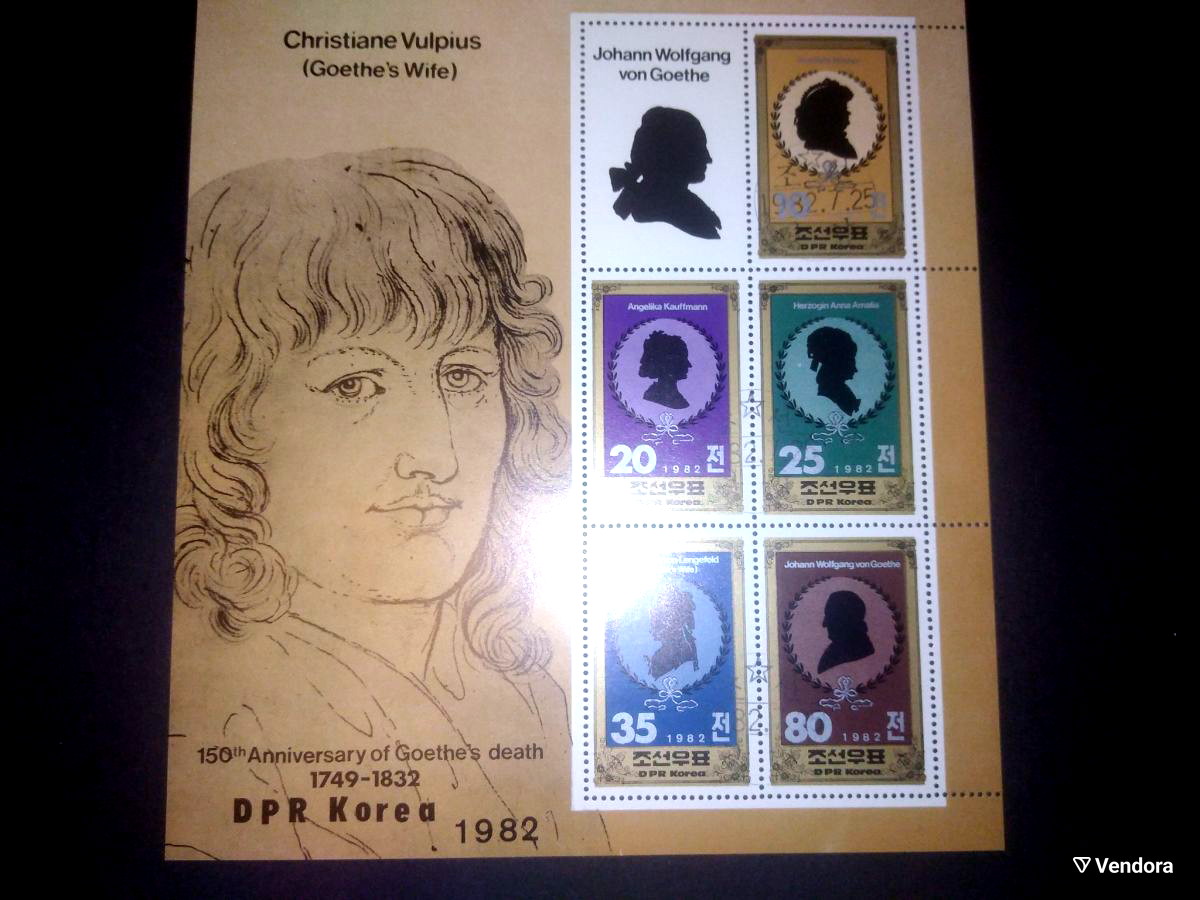 Christiane Vulpius
(Goethe's Wife)
Johann Wolfgang
von Goethe
조선우표
DPR Korea
Angelika Kauffmann
20 1982 전
조선우표
DPR Korea
Herzogin Anna Amalia
25 1982 전
조선우표
DPR Korea
35 1982 전
조선우표
DPR Korea
Johann Wolfgang von Goethe
80 1982 전
조선우표
DPR Korea
150th Anniversary of Goethe's death
1749-1832
DPR Korea
1982
Vendora